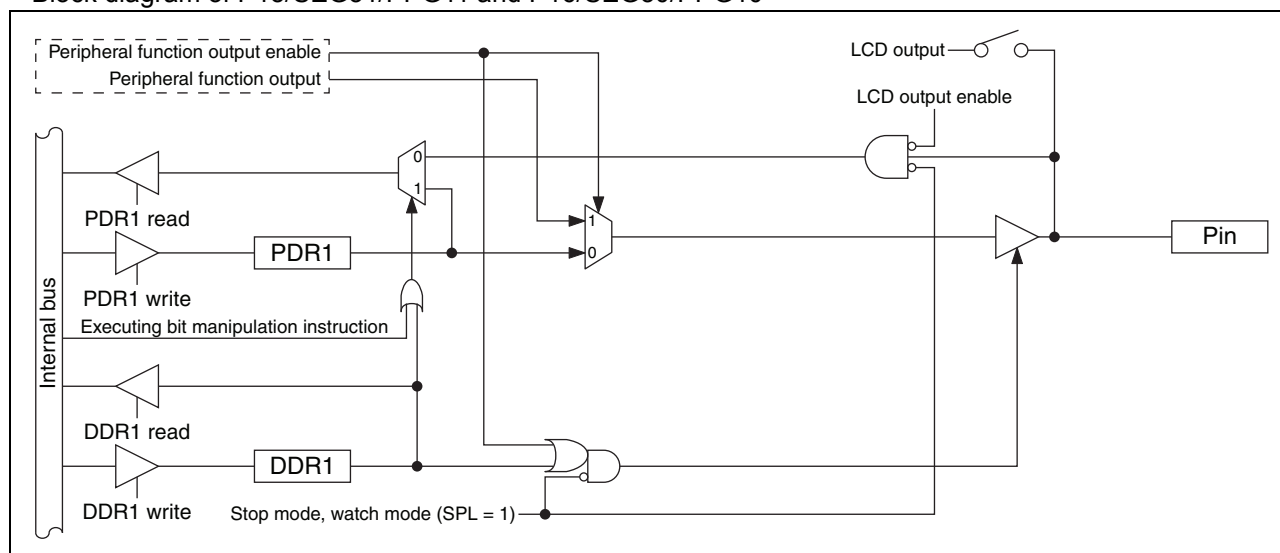 Peripheral function output enable
Peripheral function output
LCD output
LCD output enable
0
1
PDR1 read
1
0
PDR1
Pin
PDR1 write
Internal bus
Executing bit manipulation instruction
DDR1 read
DDR1
DDR1 write
Stop mode, watch mode (SPL = 1)